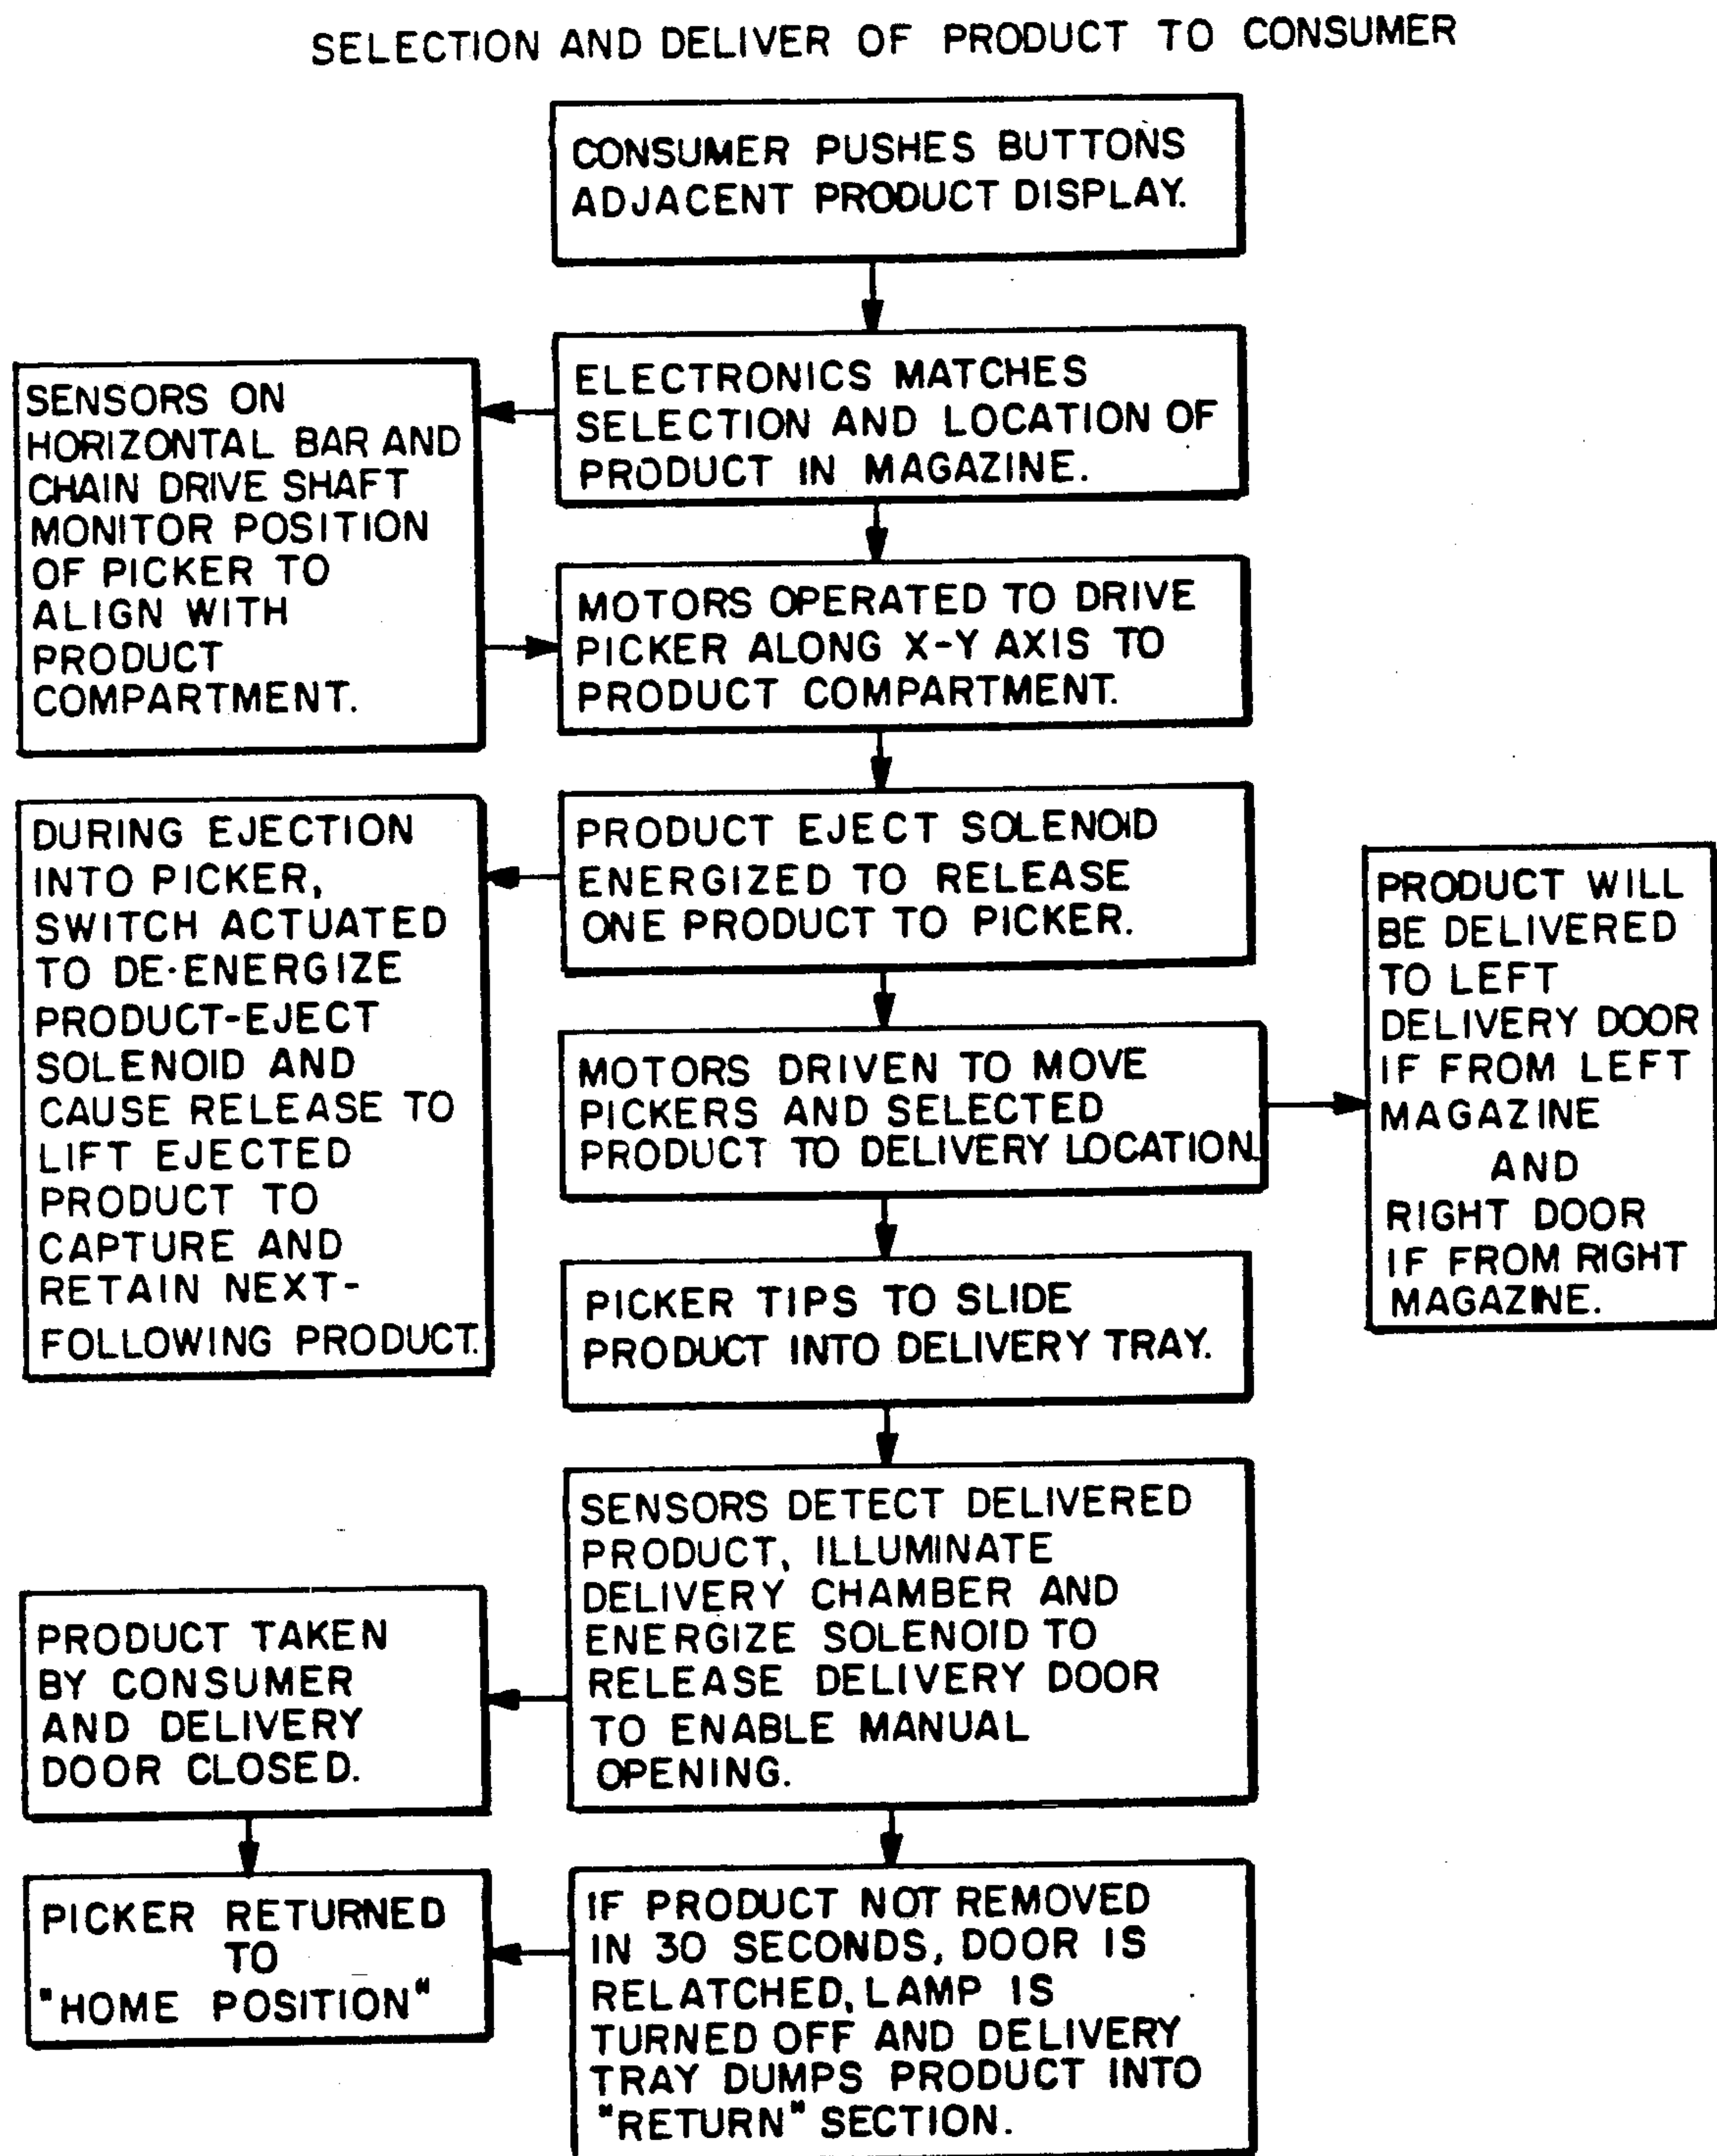 SELECTION AND DELIVER OF PRODUCT TO CONSUMER
CONSUMER PUSHES BUTTONS
ADJACENT PRODUCT DISPLAY.
ELECTRONICS MATCHES
SELECTION AND LOCATION OF
PRODUCT IN MAGAZINE.
SENSORS ON
HORIZONTAL BAR AND
CHAIN DRIVE SHAFT
MONITOR POSITION
OF PICKER TO
ALIGN WITH
PRODUCT
COMPARTMENT.
MOTORS OPERATED TO DRIVE
PICKER ALONG X-Y AXIS TO
PRODUCT COMPARTMENT.
PRODUCT EJECT SOLENOID
ENERGIZED TO RELEASE
ONE PRODUCT TO PICKER.
DURING EJECTION
INTO PICKER,
SWITCH ACTUATED
TO DE-ENERGIZE
PRODUCT-EJECT
SOLENOID AND
CAUSE RELEASE TO
LIFT EJECTED
PRODUCT TO
CAPTURE AND
RETAIN NEXT-
FOLLOWING PRODUCT.
MOTORS DRIVEN TO MOVE
PICKERS AND SELECTED
PRODUCT TO DELIVERY LOCATION.
PRODUCT WILL
BE DELIVERED
TO LEFT
DELIVERY DOOR
IF FROM LEFT
MAGAZINE
AND
RIGHT DOOR
IF FROM RIGHT
MAGAZINE.
PICKER TIPS TO SLIDE
PRODUCT INTO DELIVERY TRAY.
SENSORS DETECT DELIVERED
PRODUCT, ILLUMINATE
DELIVERY CHAMBER AND
ENERGIZE SOLENOID TO
RELEASE DELIVERY DOOR
TO ENABLE MANUAL
OPENING.
PRODUCT TAKEN
BY CONSUMER
AND DELIVERY
DOOR CLOSED.
PICKER RETURNED
TO
"HOME POSITION"
IF PRODUCT NOT REMOVED
IN 30 SECONDS, DOOR IS
RELATCHED, LAMP IS
TURNED OFF AND DELIVERY
TRAY DUMPS PRODUCT INTO
"RETURN" SECTION.